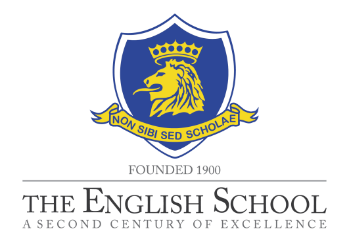 NON SIBI SED SCHOLAE
FOUNDED 1900
THE ENGLISH SCHOOL
A SECOND CENTURY OF EXCELLENCE